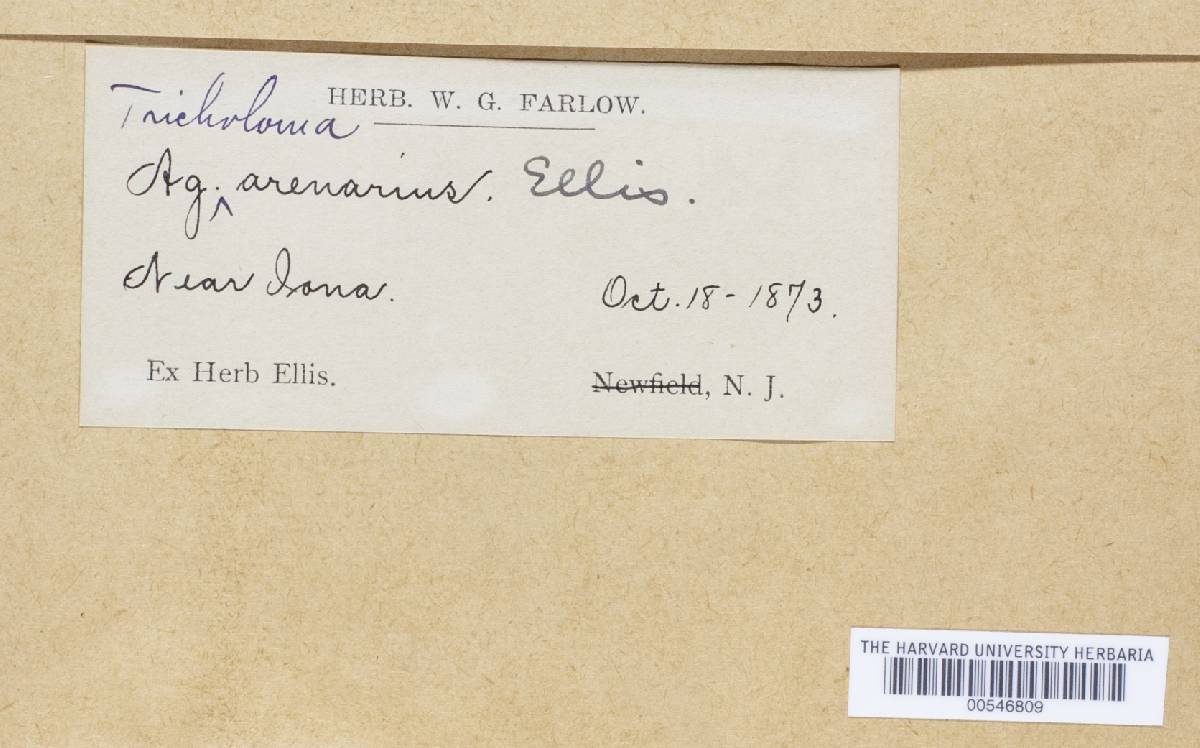 HERB. W. G. FARLOW.
Tricholoma
Ag. ^ arenarius. Ellis.
Near Iona. Oct. 18 - 1873.
Ex Herb Ellis. Newfield, N. J.
THE HARVARD UNIVERSITY HERBARIA
00546809